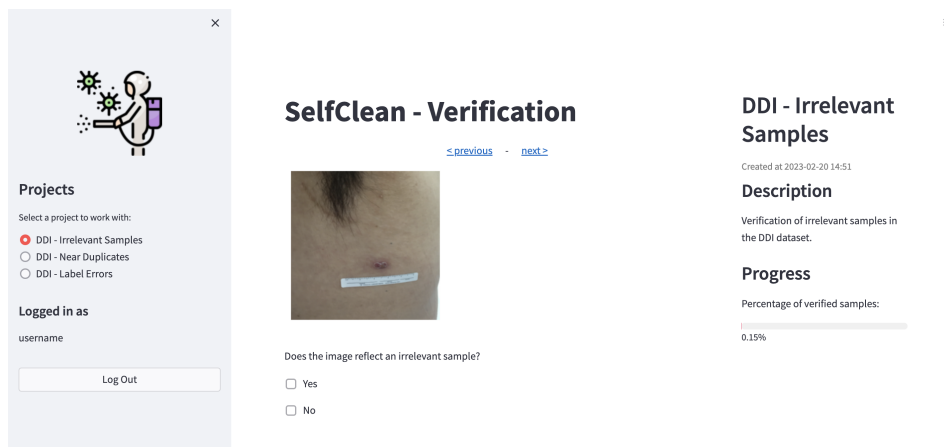 ×
Projects
Select a project to work with:
DDI - Irrelevant Samples
DDI - Near Duplicates
DDI - Label Errors
Logged in as
username
Log Out
SelfClean - Verification
< previous - next >
Does the image reflect an irrelevant sample?
Yes
No
DDI - Irrelevant
Samples
Created at 2023-02-20 14:51
Description
Verification of irrelevant samples in
the DDI dataset.
Progress
Percentage of verified samples:
0.15%